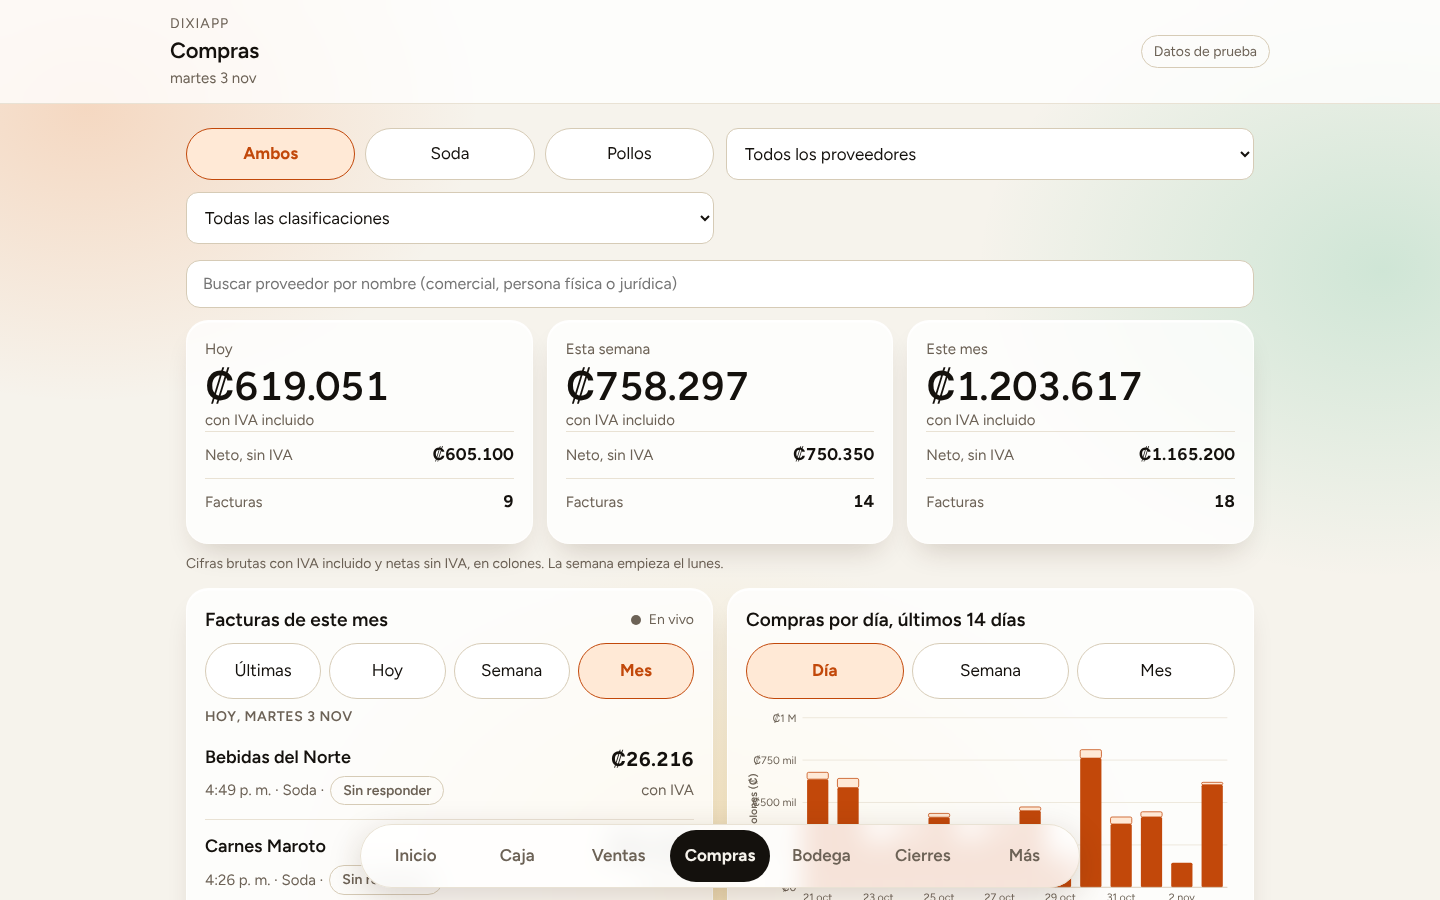 DIXIAPP
Compras
martes 3 nov
Datos de prueba
Ambos
Soda
Pollos
Todos los proveedores
Todas las clasificaciones
Buscar proveedor por nombre (comercial, persona física o jurídica)
Hoy
₡619.051
con IVA incluido
Neto, sin IVA ₡605.100
Facturas 9
Esta semana
₡758.297
con IVA incluido
Neto, sin IVA ₡750.350
Facturas 14
Este mes
₡1.203.617
con IVA incluido
Neto, sin IVA ₡1.165.200
Facturas 18
Cifras brutas con IVA incluido y netas sin IVA, en colones. La semana empieza el lunes.
Facturas de este mes
En vivo
Últimas
Hoy
Semana
Mes
HOY, MARTES 3 NOV
Bebidas del Norte ₡26.216
4:49 p. m. · Soda · Sin responder con IVA
Carnes Maroto
4:26 p. m. · Soda · Sin
Compras por día, últimos 14 días
Día
Semana
Mes
₡1 M
₡750 mil
₡500 mil
₡0
21 oct
23 oct
25 oct
27 oct
29 oct
31 oct
2 nov
Inicio
Caja
Ventas
Compras
Bodega
Cierres
Más